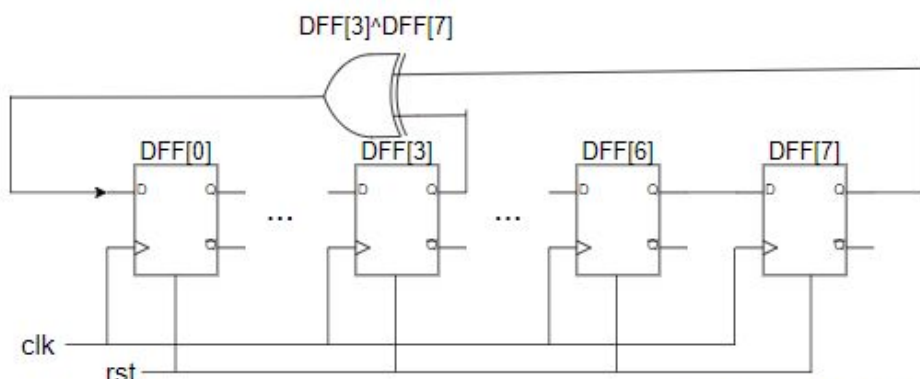 DFF[3]^DFF[7]
DFF[0] DFF[3] DFF[6] DFF[7]
... ...
clk
rst